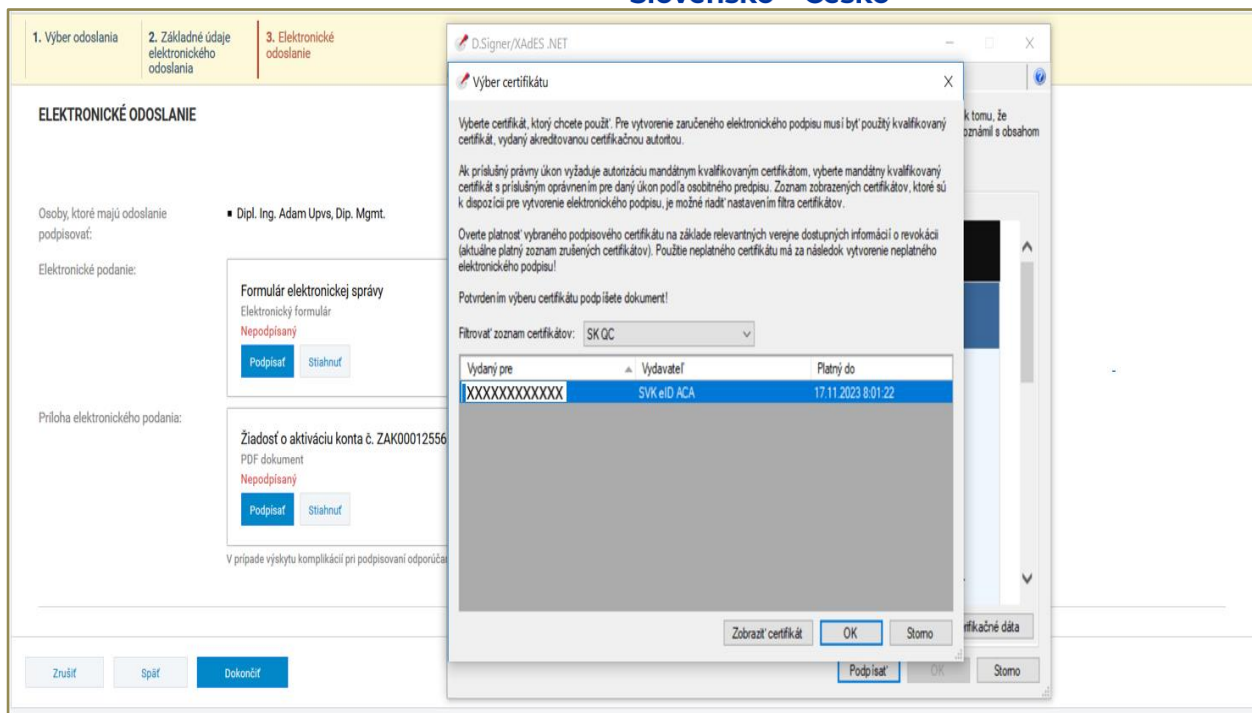 Slovensko - Česko
1. Výber odoslania
2. Základné údaje
elektronického
odoslania
3. Elektronické
odoslanie
ELEKTRONICKÉ ODOSLANIE
Osoby, ktoré majú odoslanie
podpisovať:
▪ Dipl. Ing. Adam Upvs, Dip. Mgmt.
Elektronické podanie:
Formulár elektronickej správy
Elektronický formulár
Nepodpísaný
Podpísať Stiahnuť
Príloha elektronického podania:
Žiadosť o aktiváciu konta č. ZAK00012556
PDF dokument
Nepodpísaný
Podpísať Stiahnuť
V prípade výskytu komplikácií pri podpisovaní odporúča
Zrušiť Späť Dokončiť
D.Signer/XAdES .NET
k tomu, že
oznámil s obsahom
Výber certifikátu
Vyberte certifikát, ktorý chcete použiť. Pre vytvorenie zaručeného elektronického podpisu musí byť použitý kvalifikovaný
certifikát, vydaný akreditovanou certifikačnou autoritou.
Ak príslušný právny úkon vyžaduje autorizáciu mandátnym kvalifikovaným certifikátom, vyberte mandátny kvalifikovaný
certifikát s príslušným oprávnením pre daný úkon podľa osobitného predpisu. Zoznam zobrazených certifikátov, ktoré sú
k dispozícii pre vytvorenie elektronického podpisu, je možné riadiť nastavením filtra certifikátov.
Overte platnosť vybraného podpisového certifikátu na základe relevantných verejne dostupných informácií o revokácii
(aktuálne platný zoznam zrušených certifikátov). Použitie neplatného certifikátu má za následok vytvorenie neplatného
elektronického podpisu!
Potvrdením výberu certifikátu podpíšete dokument!
Filtrovať zoznam certifikátov: SK QC
Vydaný pre Vydavateľ Platný do
XXXXXXXXXXXX SVK eID ACA 17.11.2023 8:01:22
Zobraziť certifikát OK Storno
ifikačné dáta
Podpísať OK Storno